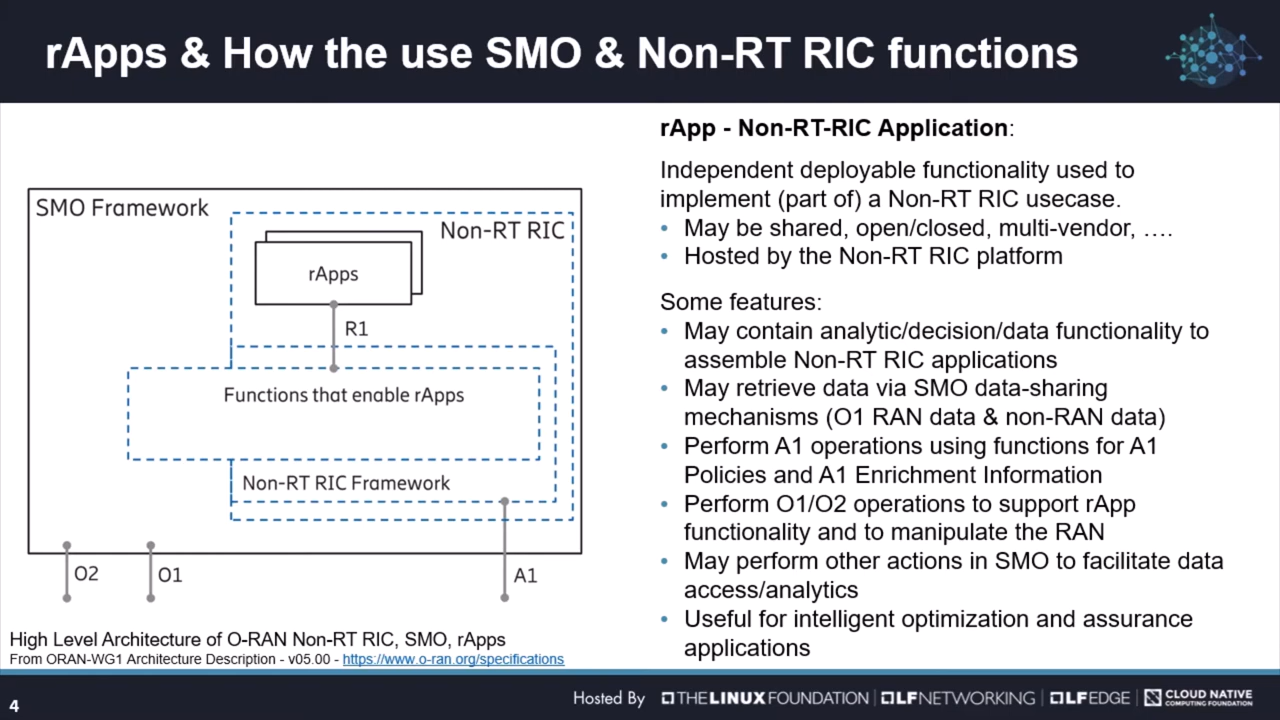 rApps & How the use SMO & Non-RT RIC functions
SMO Framework
Non-RT RIC
rApps
R1
Functions that enable rApps
Non-RT RIC Framework
O2
O1
A1
High Level Architecture of O-RAN Non-RT RIC, SMO, rApps
From ORAN-WG1 Architecture Description - v05.00 - https://www.o-ran.org/specifications
rApp - Non-RT-RIC Application:
Independent deployable functionality used to
implement (part of) a Non-RT RIC usecase.
• May be shared, open/closed, multi-vendor, ….
• Hosted by the Non-RT RIC platform
Some features:
• May contain analytic/decision/data functionality to
assemble Non-RT RIC applications
• May retrieve data via SMO data-sharing
mechanisms (O1 RAN data & non-RAN data)
• Perform A1 operations using functions for A1
Policies and A1 Enrichment Information
• Perform O1/O2 operations to support rApp
functionality and to manipulate the RAN
• May perform other actions in SMO to facilitate data
access/analytics
• Useful for intelligent optimization and assurance
applications
4
Hosted By THE LINUX FOUNDATION | LF NETWORKING | LF EDGE | CLOUD NATIVE
COMPUTING FOUNDATION